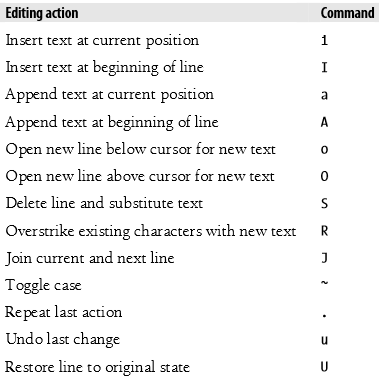 Editing action Command
Insert text at current position 1
Insert text at beginning of line I
Append text at current position a
Append text at beginning of line A
Open new line below cursor for new text o
Open new line above cursor for new text O
Delete line and substitute text S
Overstrike existing characters with new text R
Join current and next line J
Toggle case ~
Repeat last action .
Undo last change u
Restore line to original state U